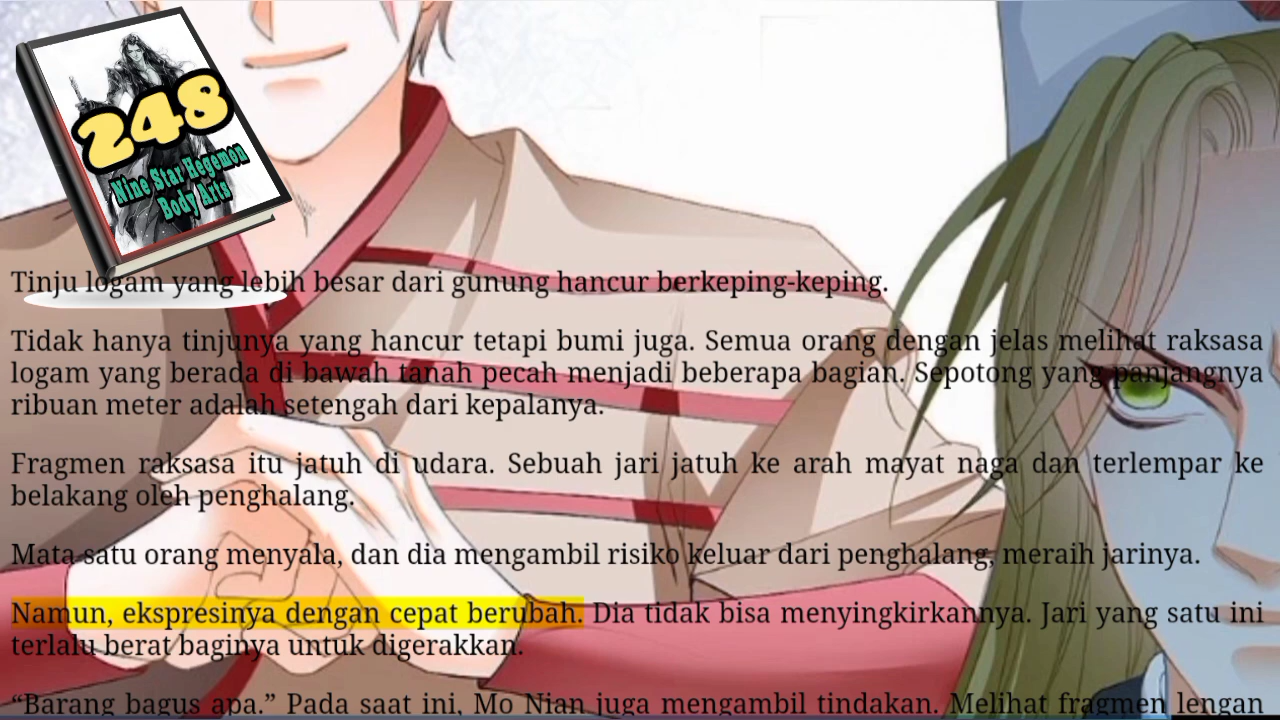 248
Nine Star Hegemon
Body Arts
Tinju logam yang lebih besar dari gunung hancur berkeping-keping.
Tidak hanya tinjunya yang hancur tetapi bumi juga. Semua orang dengan jelas melihat raksasa
logam yang berada di bawah tanah pecah menjadi beberapa bagian. Sepotong yang panjangnya
ribuan meter adalah setengah dari kepalanya.
Fragmen raksasa itu jatuh di udara. Sebuah jari jatuh ke arah mayat naga dan terlempar ke
belakang oleh penghalang.
Mata satu orang menyala, dan dia mengambil risiko keluar dari penghalang, meraih jarinya.
Namun, ekspresinya dengan cepat berubah. Dia tidak bisa menyingkirkannya. Jari yang satu ini
terlalu berat baginya untuk digerakkan.
“Barang bagus apa.” Pada saat ini, Mo Nian juga mengambil tindakan. Melihat fragmen lengan